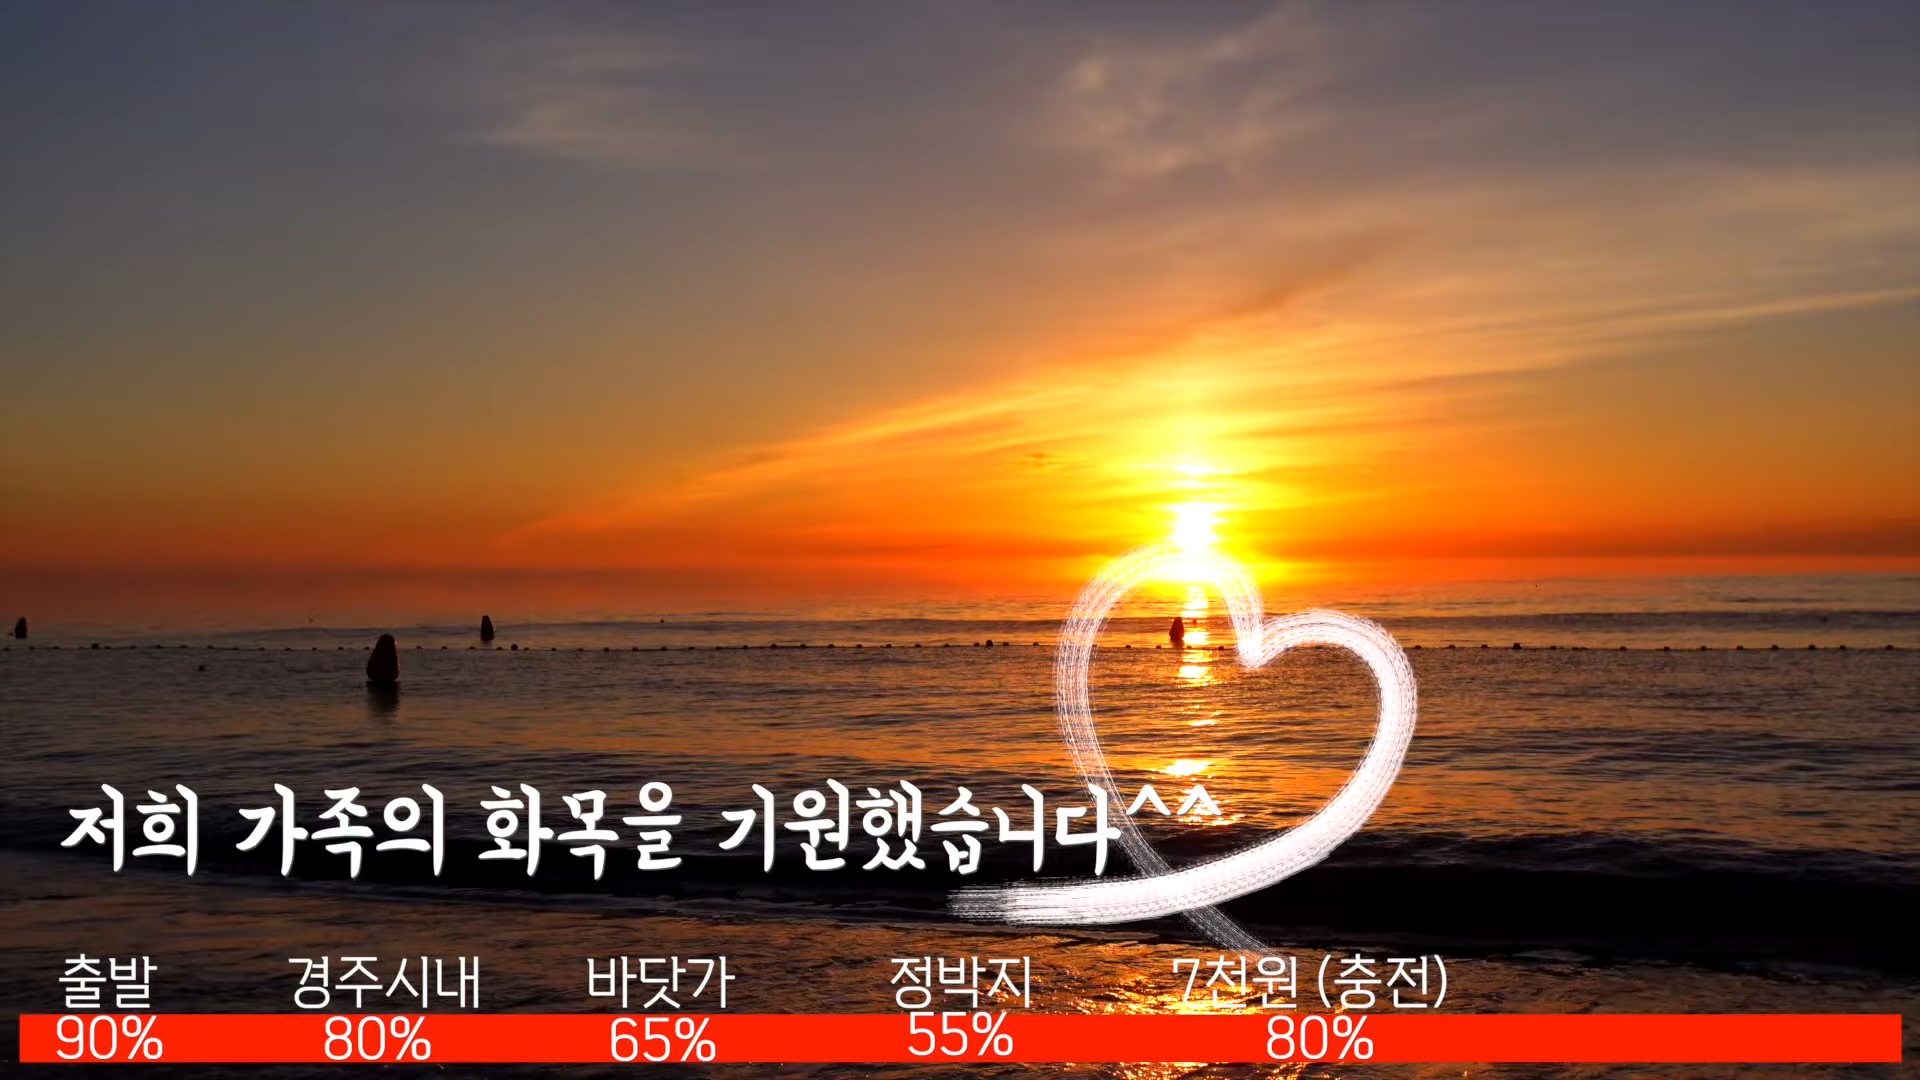 저희 가족의 화목을 기원했습니다^^
출발 경주시내 바닷가 정박지 7천원 (충전)
90% 80% 65% 55% 80%